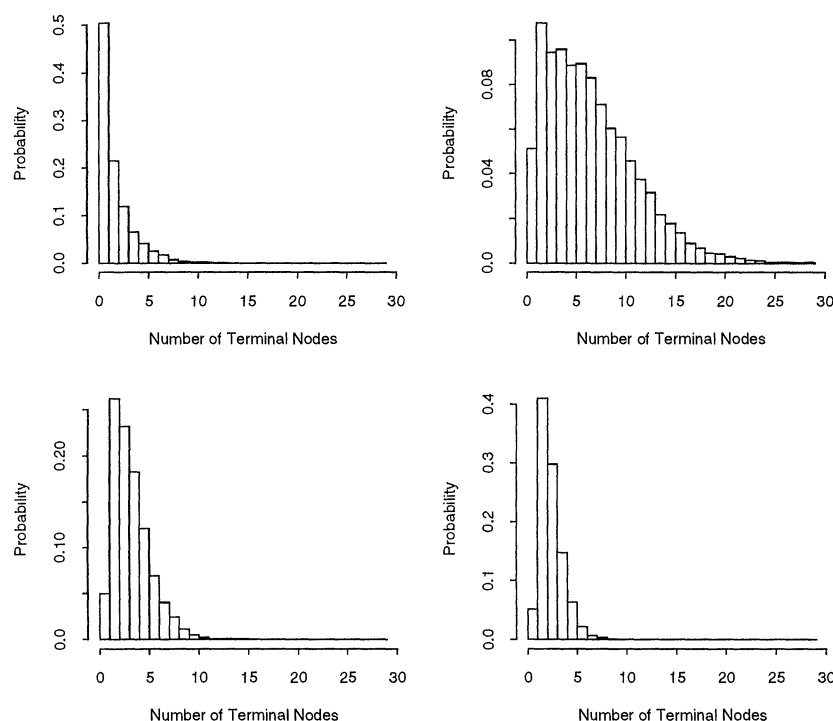 Probability
0.0 0.1 0.2 0.3 0.4 0.5
0 5 10 15 20 25 30
Number of Terminal Nodes
Probability
0.0 0.04 0.08
0 5 10 15 20 25 30
Number of Terminal Nodes
Probability
0.0 0.10 0.20
0 5 10 15 20 25 30
Number of Terminal Nodes
Probability
0.0 0.1 0.2 0.3 0.4
0 5 10 15 20 25 30
Number of Terminal Nodes